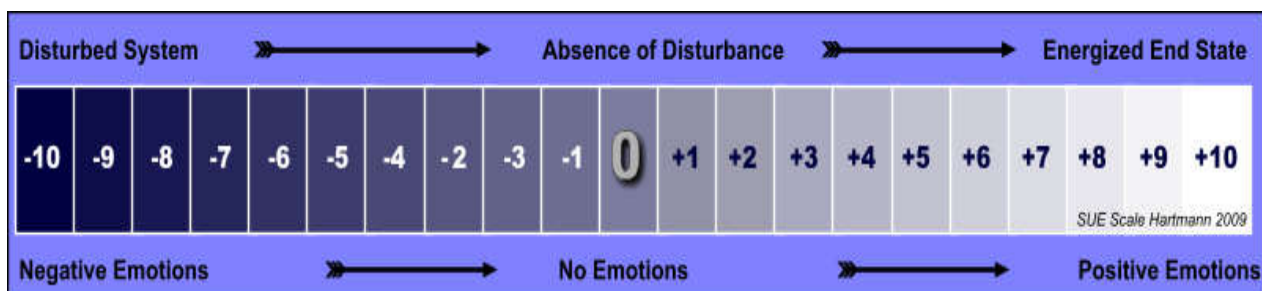 Disturbed System Absence of Disturbance Energized End State
-10 -9 -8 -7 -6 -5 -4 -2 -3 -1 0 +1 +2 +3 +4 +5 +6 +7 +8 +9 +10
SUE Scale Hartmann 2009
Negative Emotions No Emotions Positive Emotions